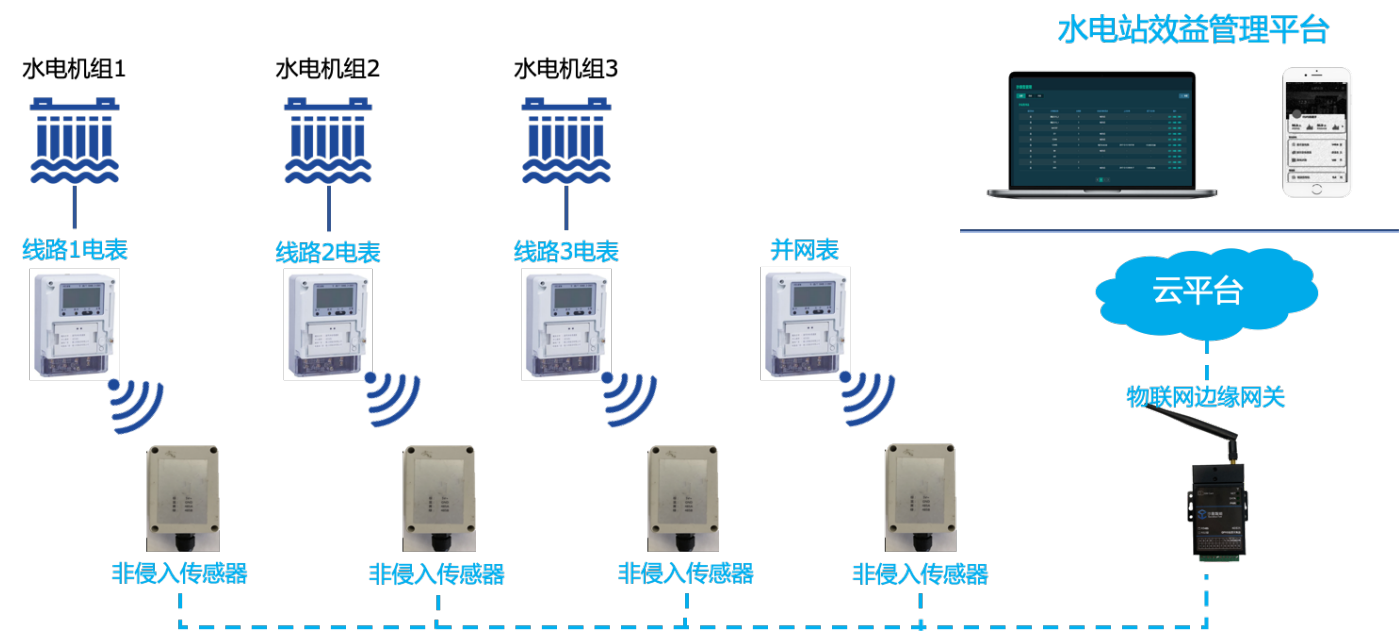 水电站效益管理平台
水电机组1
水电机组2
水电机组3
线路1电表
线路2电表
线路3电表
并网表
云平台
物联网边缘网关
非侵入传感器
非侵入传感器
非侵入传感器
非侵入传感器